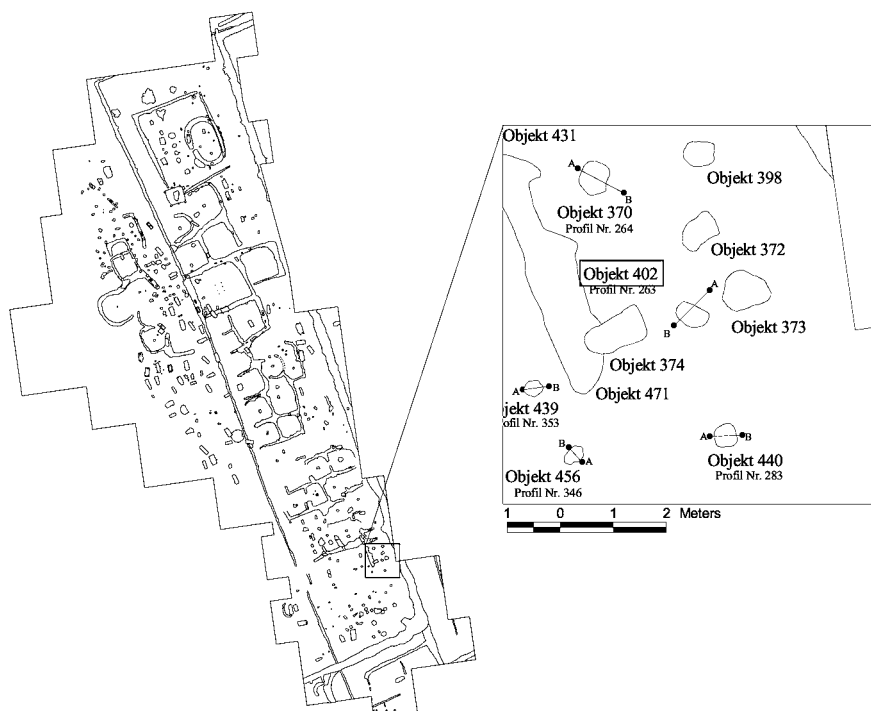 Objekt 431
A
B
Objekt 370
Profil Nr. 264
Objekt 398
Objekt 372
Objekt 402
Profil Nr. 263
A
B
Objekt 373
Objekt 374
Objekt 471
A B
jekt 439
ofil Nr. 353
B
A
Objekt 456
Profil Nr. 346
A B
Objekt 440
Profil Nr. 283
1 0 1 2 Meters